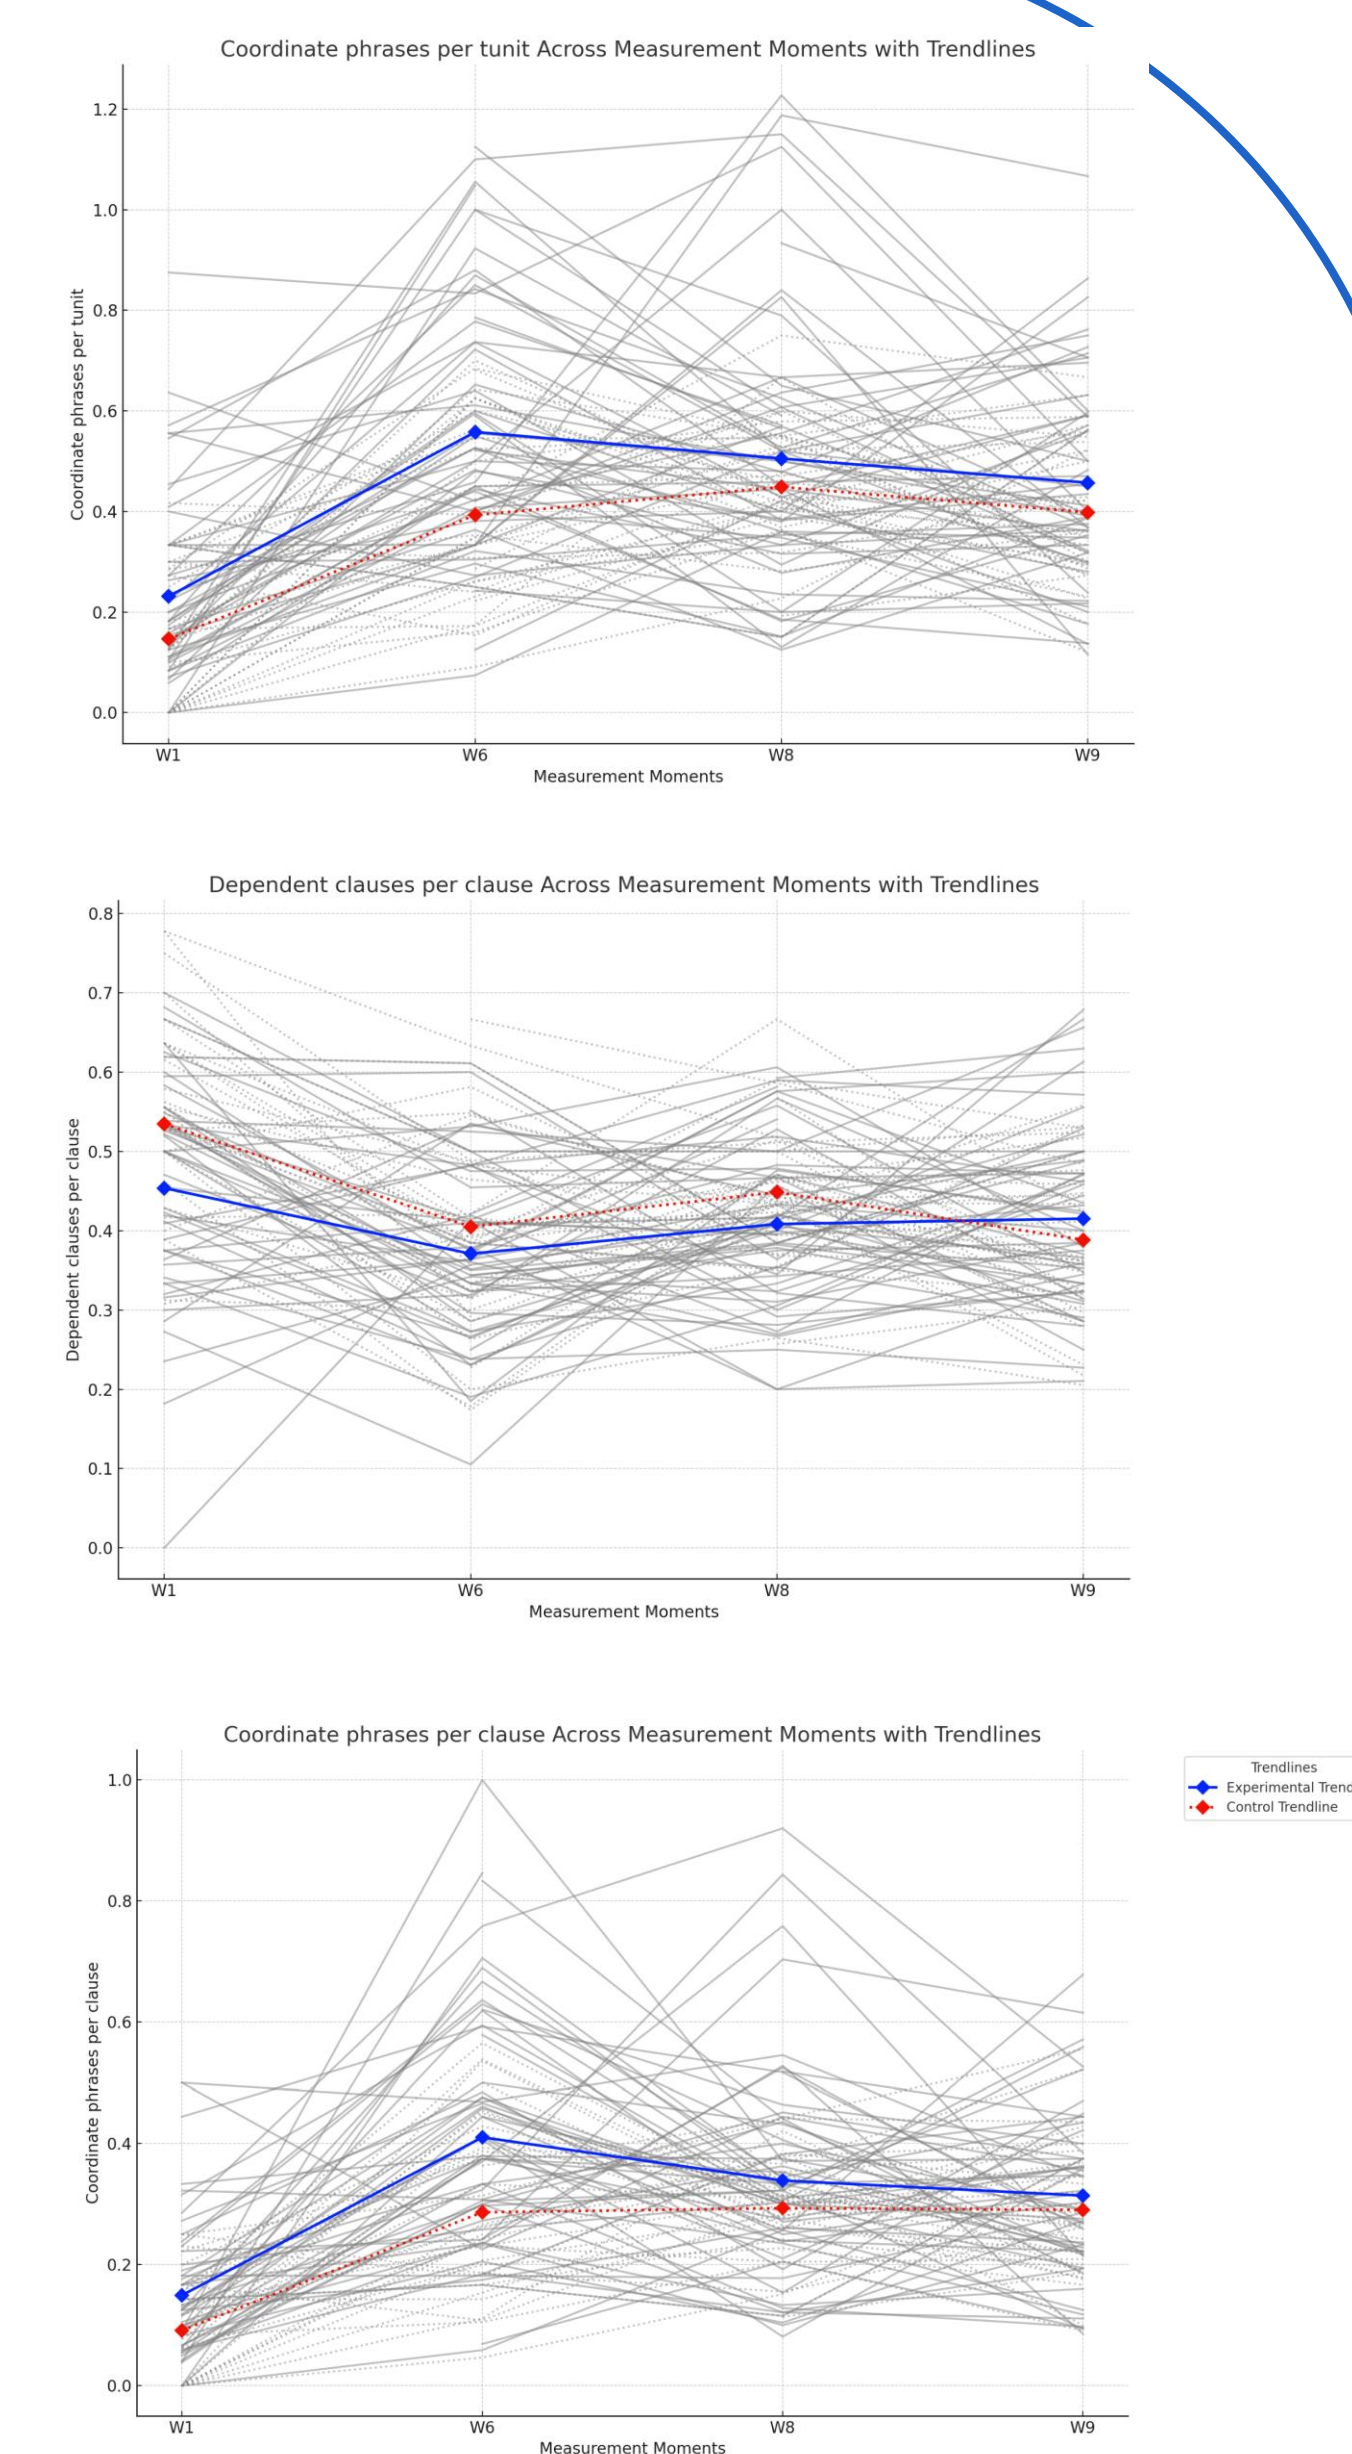 Coordinate phrases per tunit Across Measurement Moments with Trendlines
Coordinate phrases per tunit
1.2
1.0
0.8
0.6
0.4
0.2
0.0
W1 W6 W8 W9
Measurement Moments
Dependent clauses per clause Across Measurement Moments with Trendlines
Dependent clauses per clause
0.8
0.7
0.6
0.5
0.4
0.3
0.2
0.1
0.0
W1 W6 W8 W9
Measurement Moments
Coordinate phrases per clause Across Measurement Moments with Trendlines
Trendlines
Experimental Trend
Control Trendline
Coordinate phrases per clause
1.0
0.8
0.6
0.4
0.2
0.0
W1 W6 W8 W9
Measurement Moments